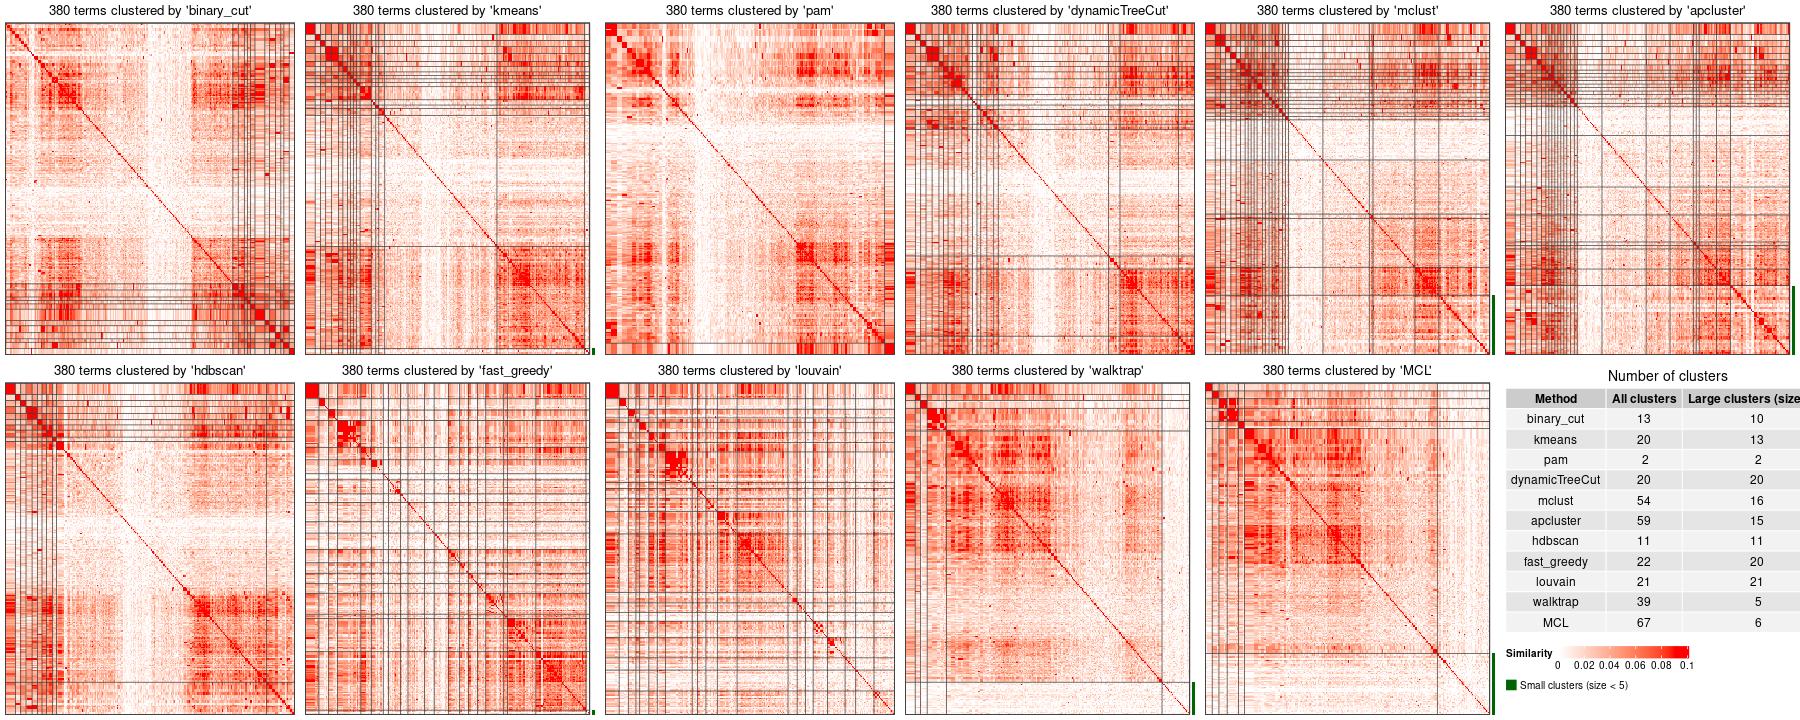 380 terms clustered by 'binary_cut'
380 terms clustered by 'kmeans'
380 terms clustered by 'pam'
380 terms clustered by 'dynamicTreeCut'
380 terms clustered by 'mclust'
380 terms clustered by 'apcluster'
380 terms clustered by 'hdbscan'
380 terms clustered by 'fast_greedy'
380 terms clustered by 'louvain'
380 terms clustered by 'walktrap'
380 terms clustered by 'MCL'
Number of clusters
Method All clusters Large clusters (size
binary_cut 13 10
kmeans 20 13
pam 2 2
dynamicTreeCut 20 20
mclust 54 16
apcluster 59 15
hdbscan 11 11
fast_greedy 22 20
louvain 21 21
walktrap 39 5
MCL 67 6
Similarity
0 0.02 0.04 0.06 0.08 0.1
Small clusters (size < 5)